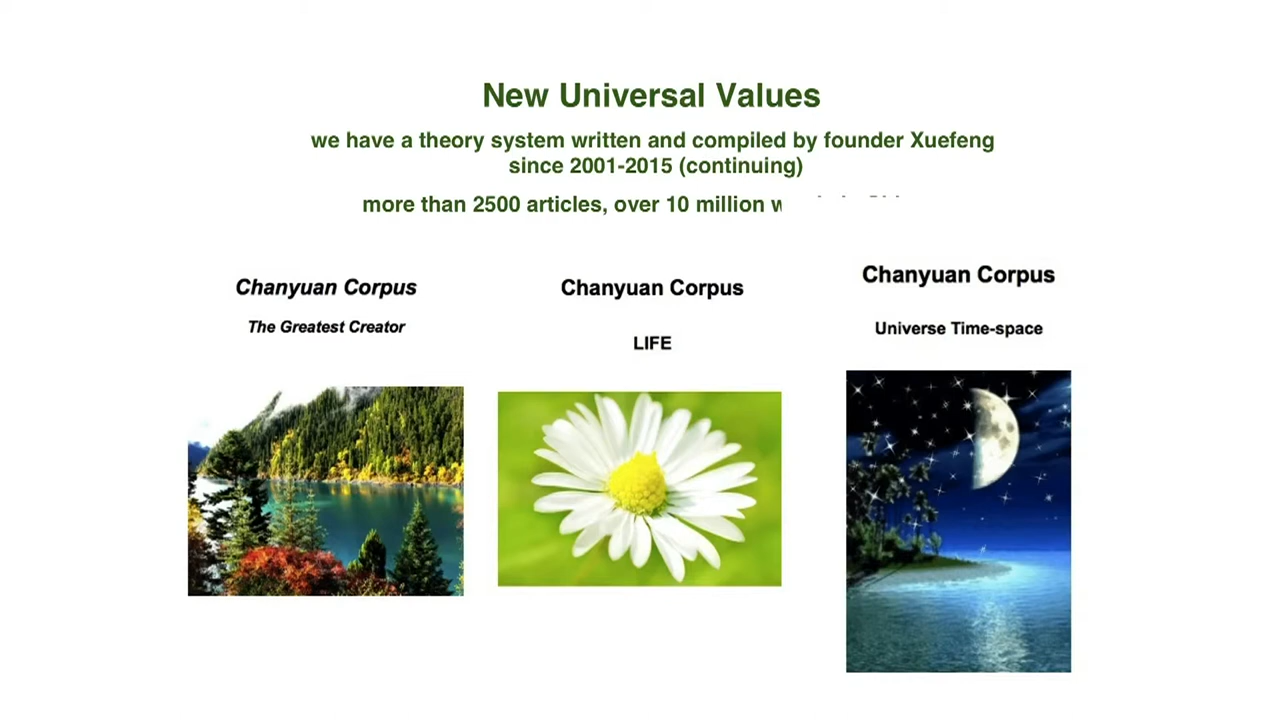 New Universal Values
we have a theory system written and compiled by founder Xuefeng
since 2001-2015 (continuing)
more than 2500 articles, over 10 million
Chanyuan Corpus
The Greatest Creator
Chanyuan Corpus
LIFE
Chanyuan Corpus
Universe Time-space